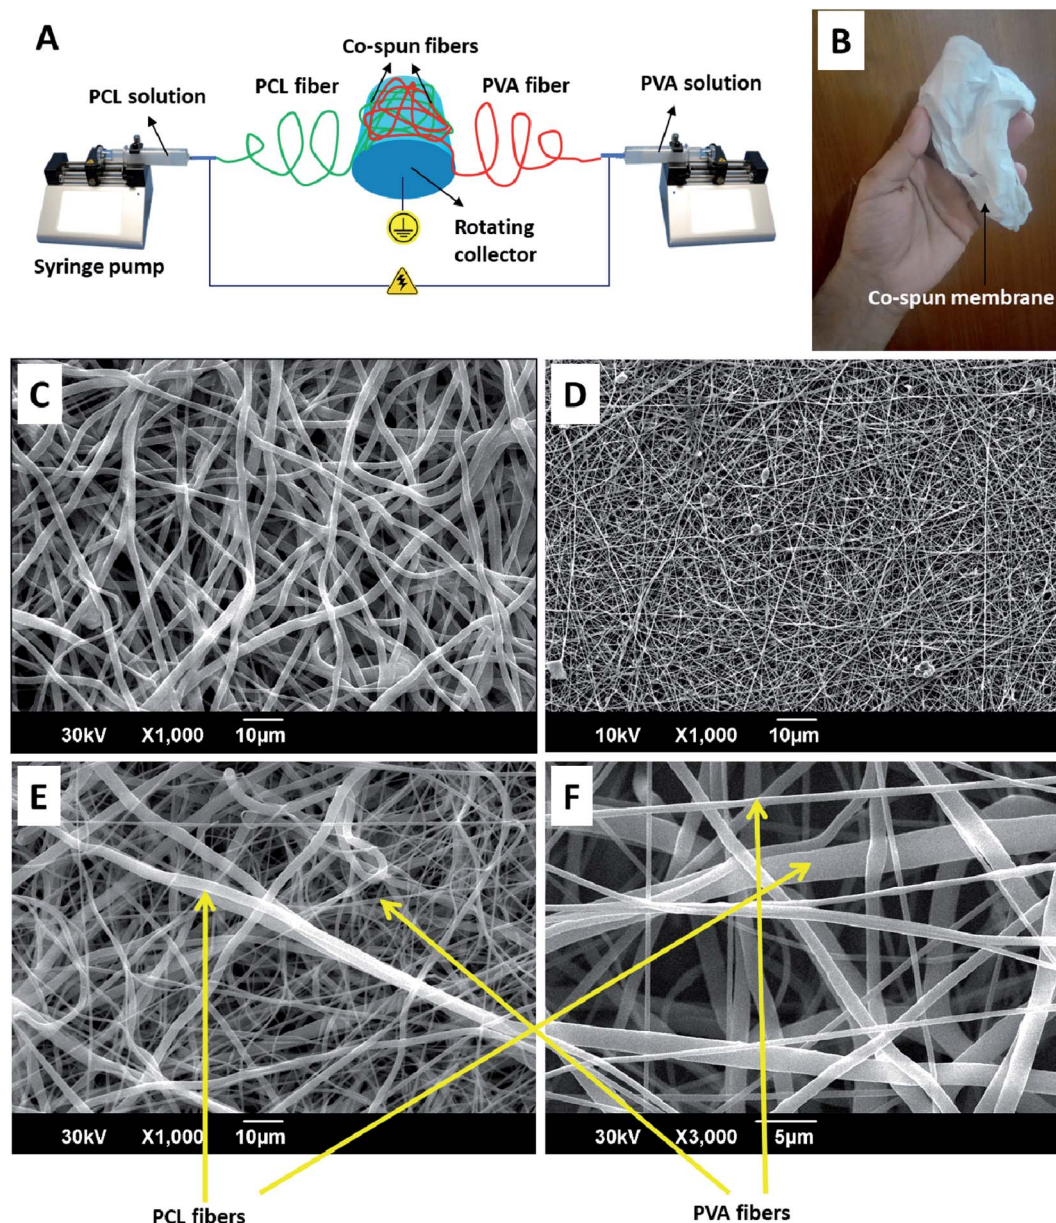 A
Co-spun fibers
PCL solution
PCL fiber
PVA fiber
PVA solution
Syringe pump
Rotating
collector
B
Co-spun membrane
C
30kV X1,000 10µm
D
10kV X1,000 10µm
E
30kV X1,000 10µm
F
30kV X3,000 5µm
PCL fibers
PVA fibers